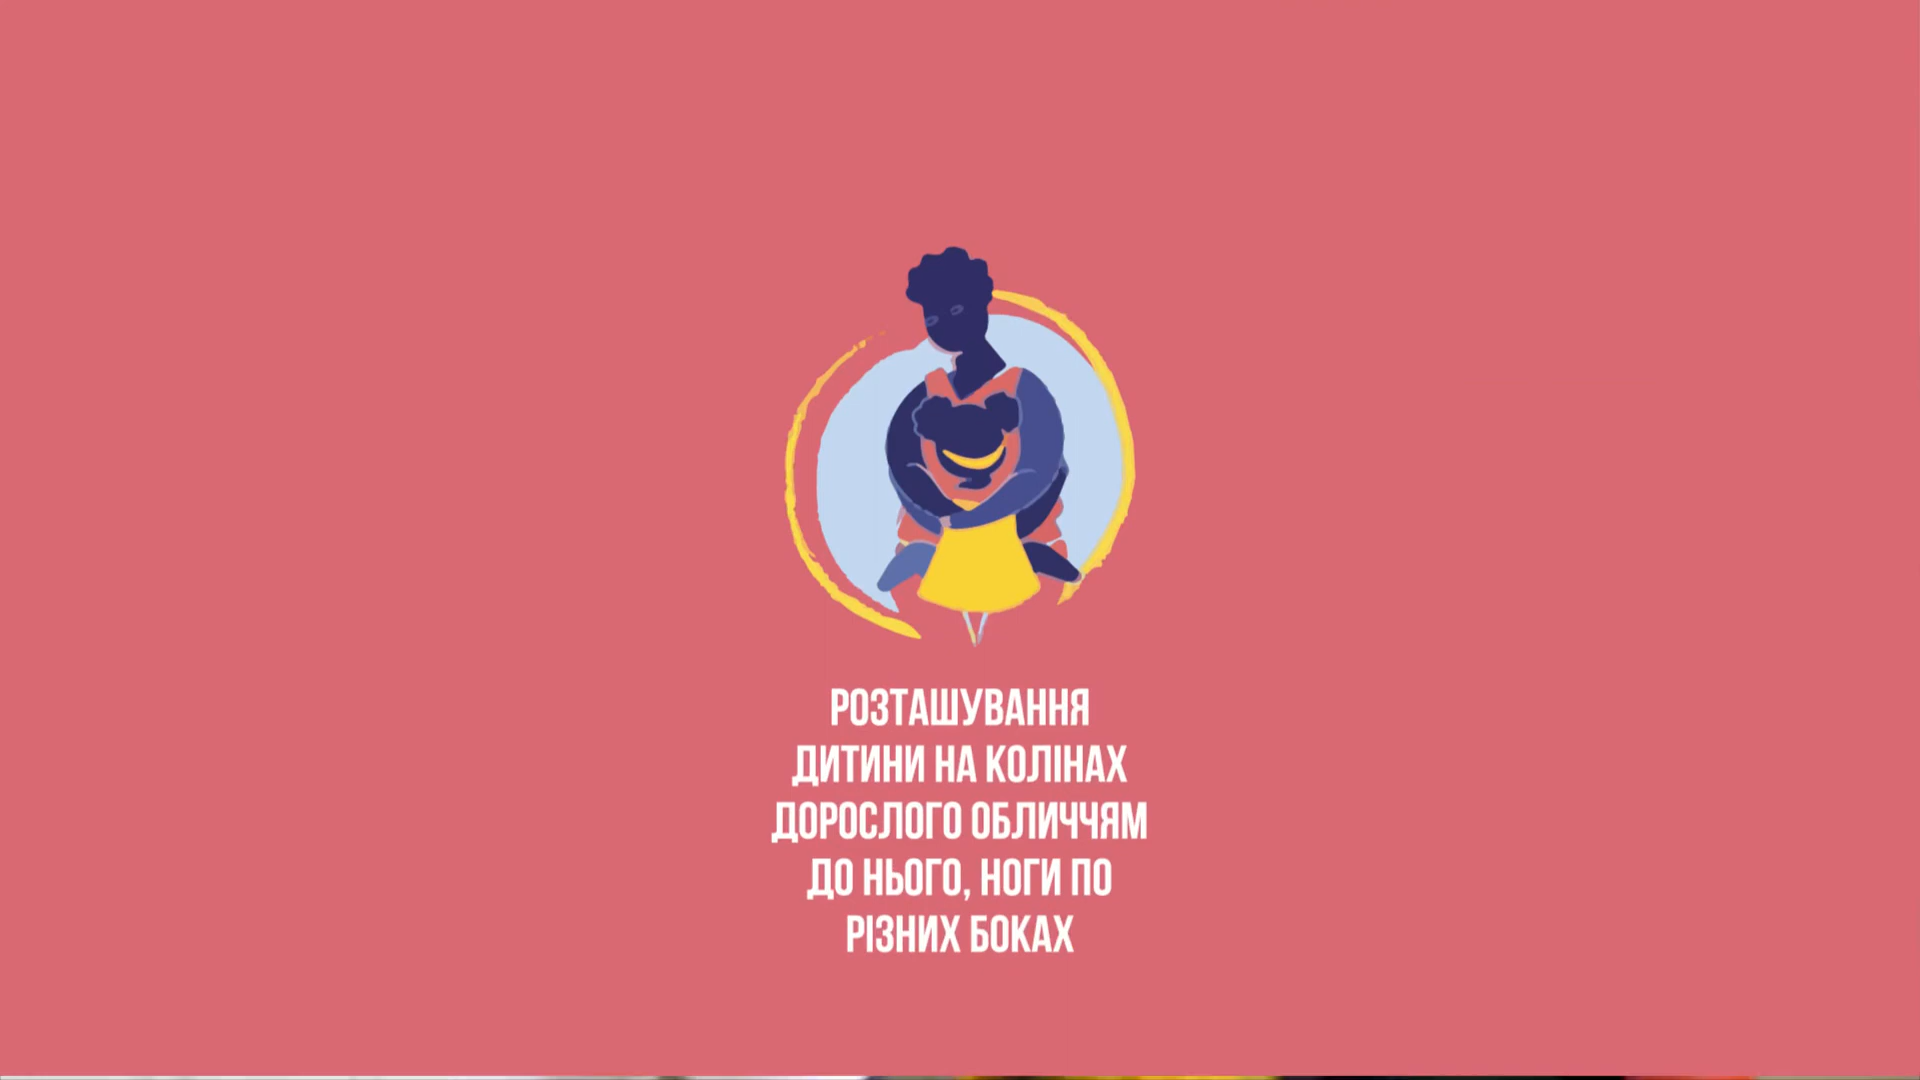 РОЗТАШУВАННЯ
ДИТИНИ НА КОЛІНАХ
ДОРОСЛОГО ОБЛИЧЧЯМ
ДО НЬОГО, НОГИ ПО
РІЗНИХ БОКАХ